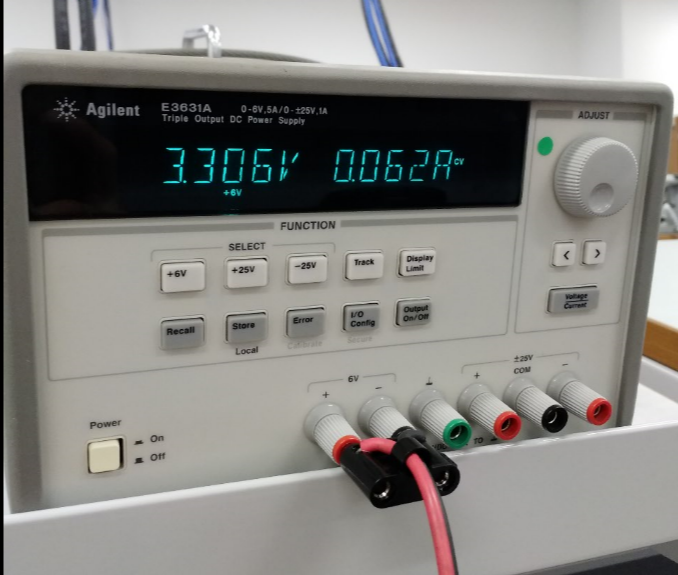 Agilent E3631A 0-6V,5A/0-±25V,1A
Triple Output DC Power Supply
3.306V 0.062A CV
+6V
ADJUST
FUNCTION
SELECT
+6V +25V -25V Track Display Limit
< >
Voltage
Current
Recall Store Error I/O Config Output On/Off
Local Calibrate Secure
6V ±25V
+ - + COM -
Power
On
Off
TO